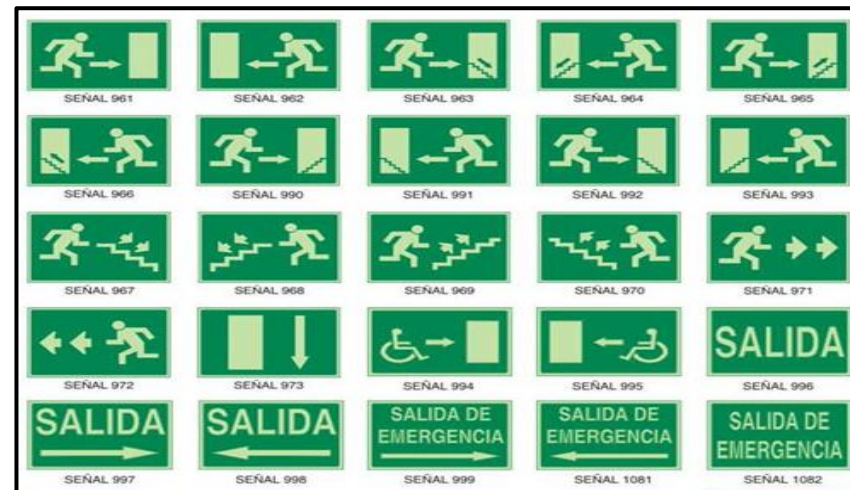 SEÑAL 961
SEÑAL 962
SEÑAL 963
SEÑAL 964
SEÑAL 965
SEÑAL 966
SEÑAL 990
SEÑAL 991
SEÑAL 992
SEÑAL 993
SEÑAL 967
SEÑAL 968
SEÑAL 969
SEÑAL 970
SEÑAL 971
SEÑAL 972
SEÑAL 973
SEÑAL 994
SEÑAL 995
SALIDA
SEÑAL 996
SALIDA
SEÑAL 997
SALIDA
SEÑAL 998
SALIDA DE
EMERGENCIA
SEÑAL 999
SALIDA DE
EMERGENCIA
SEÑAL 1081
SALIDA DE
EMERGENCIA
SEÑAL 1082